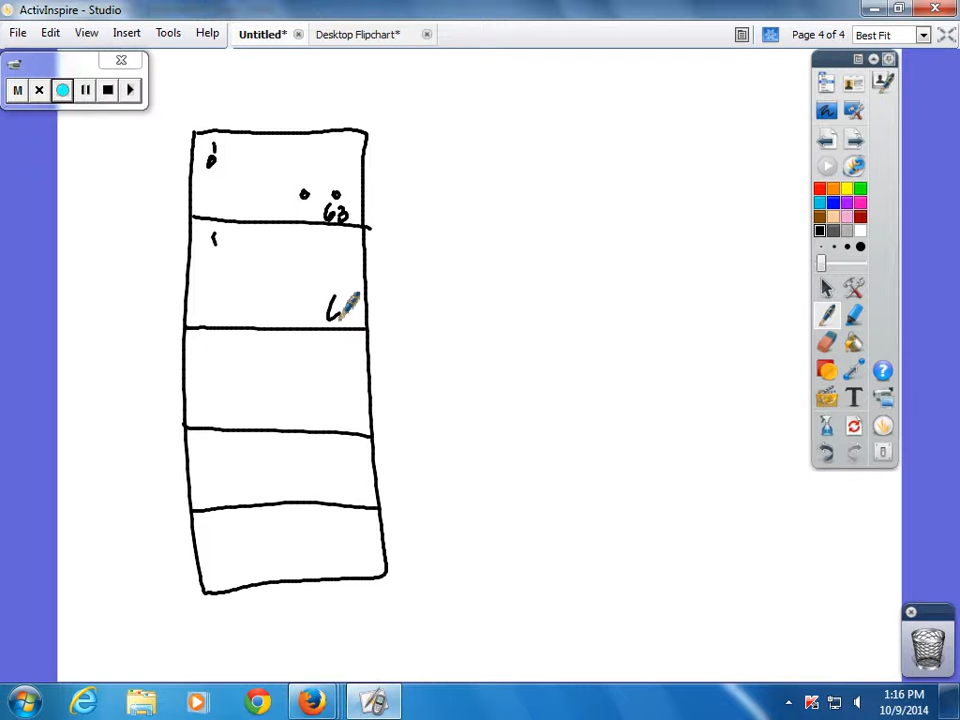 ActivInspire - Studio
File Edit View Insert Tools Help Untitled* Desktop Flipchart* Page 4 of 4 Best Fit
M
63
T
?
1:16 PM
10/9/2014